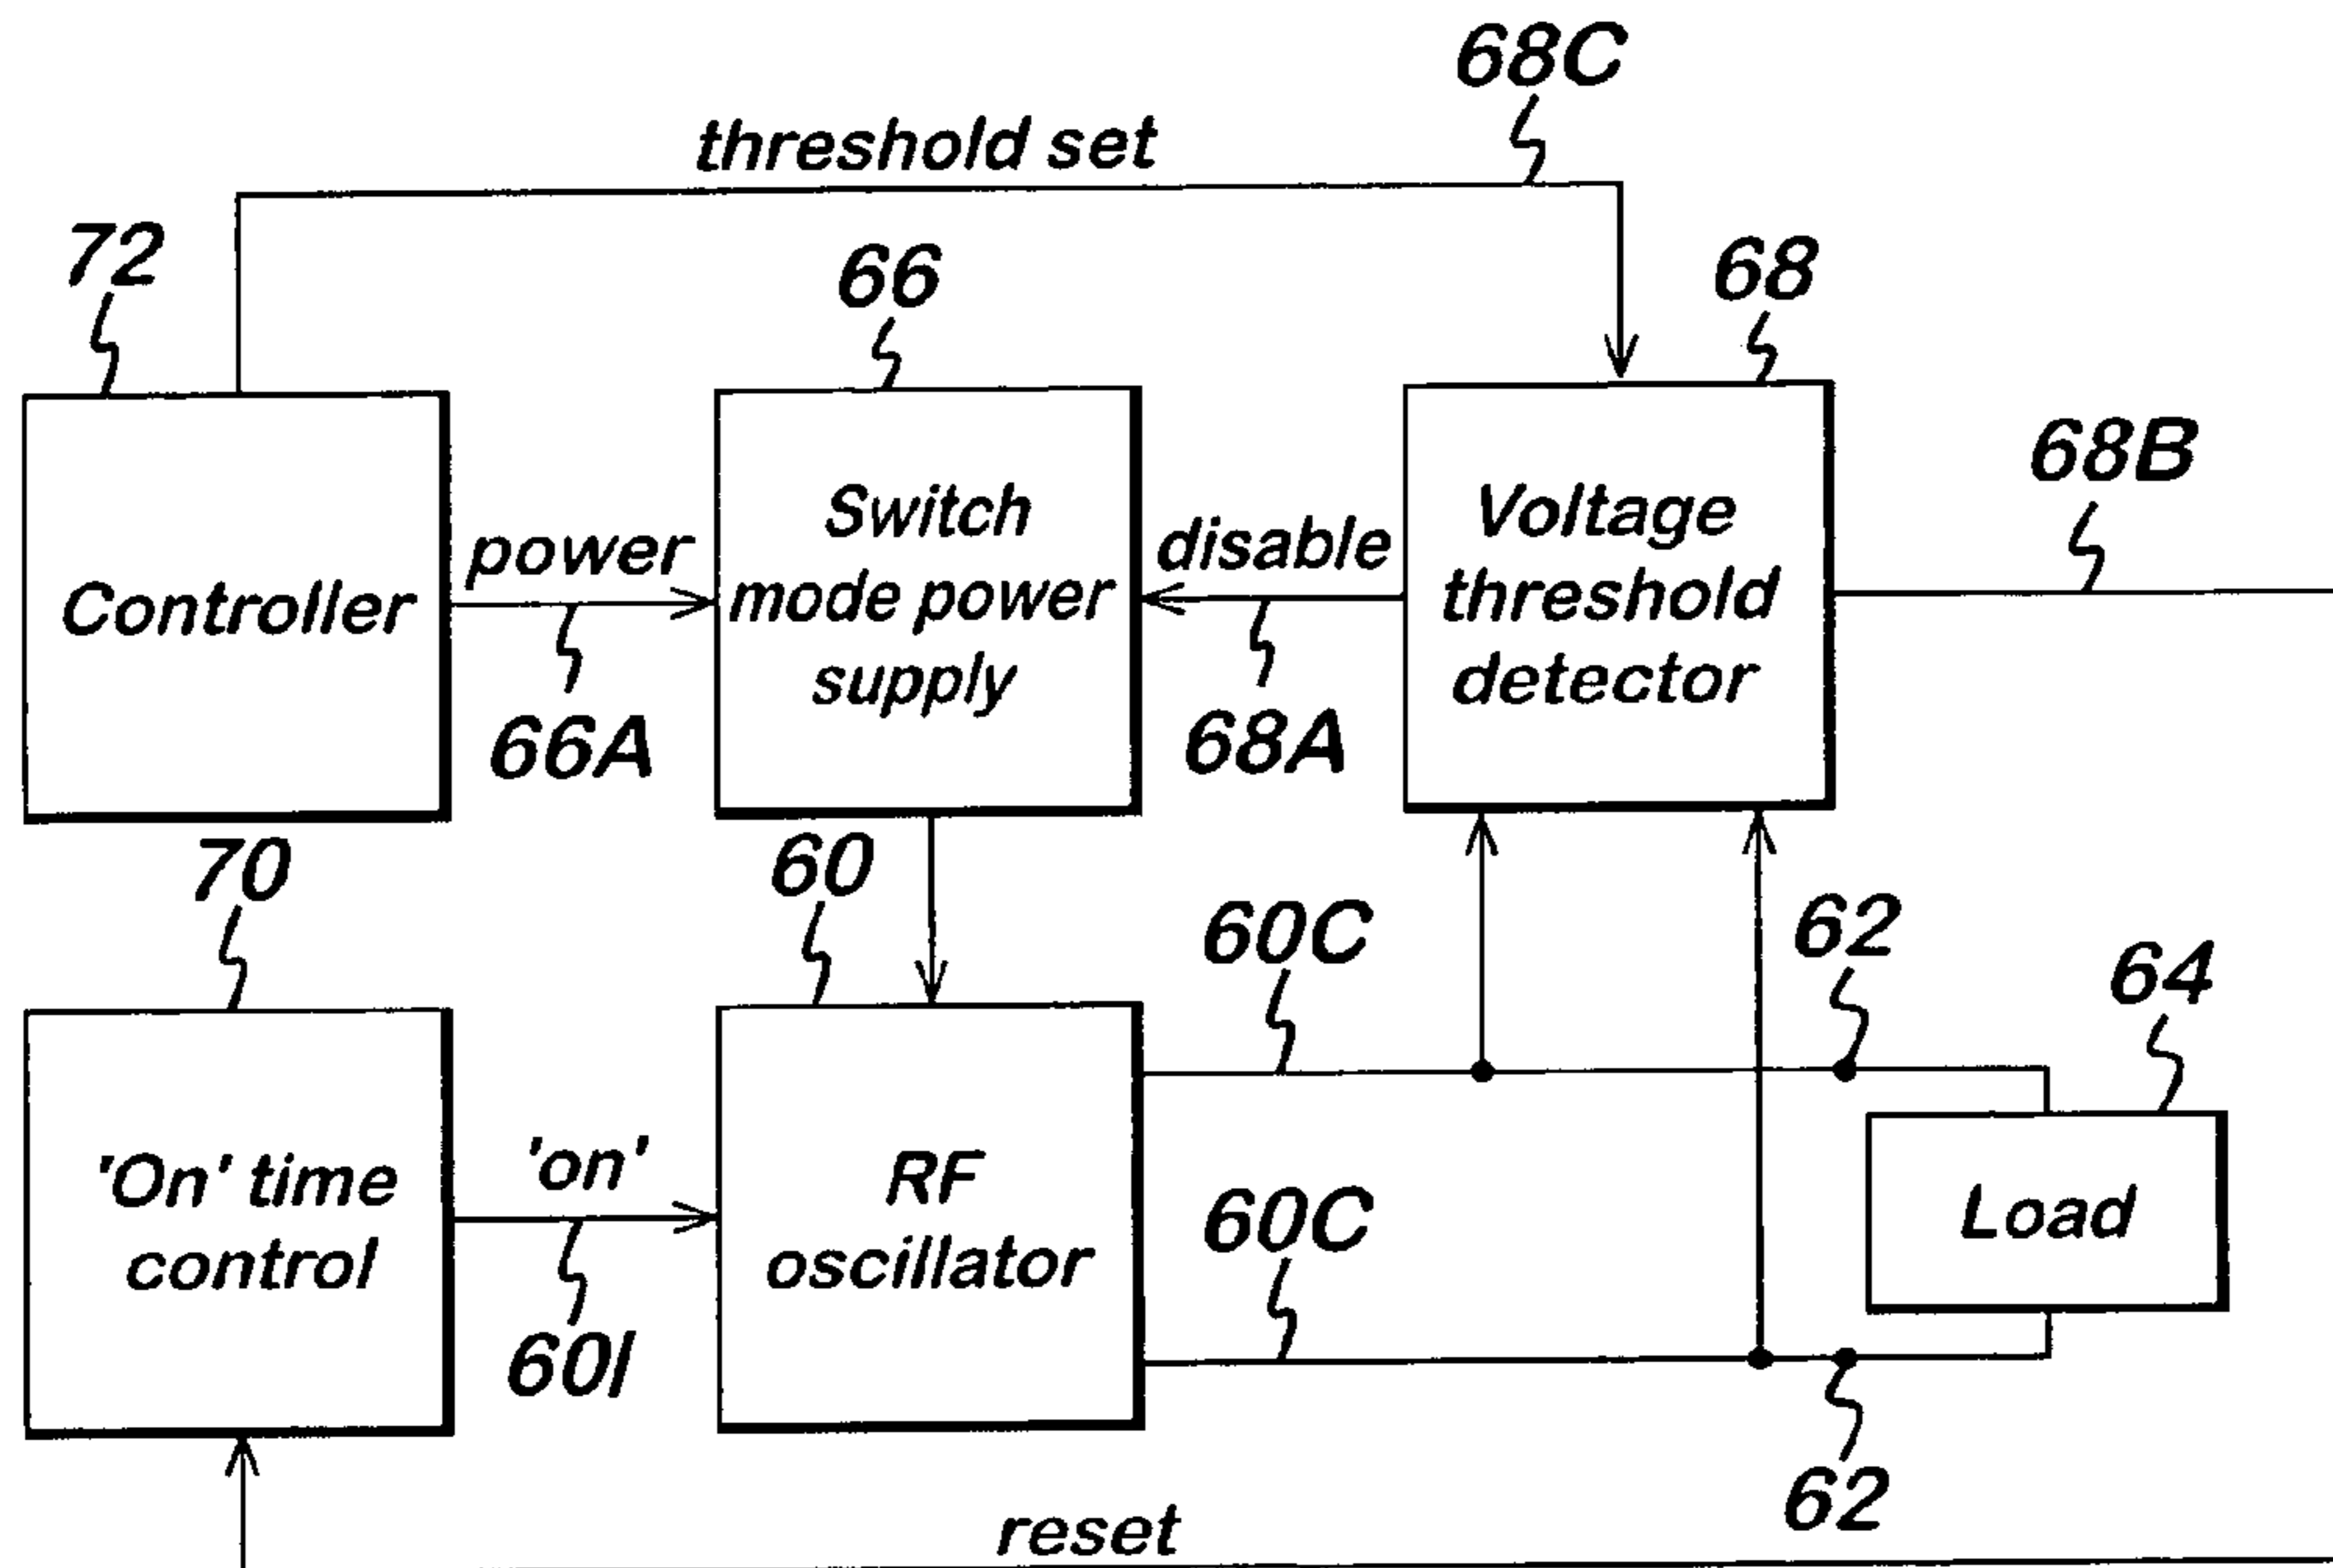 68C
threshold set
72
66
68
68B
Controller
power
66A
Switch
mode power
supply
disable
68A
Voltage
threshold
detector
70
60
60C
62
64
'On' time
control
'on'
60I
RF
oscillator
60C
Load
62
reset